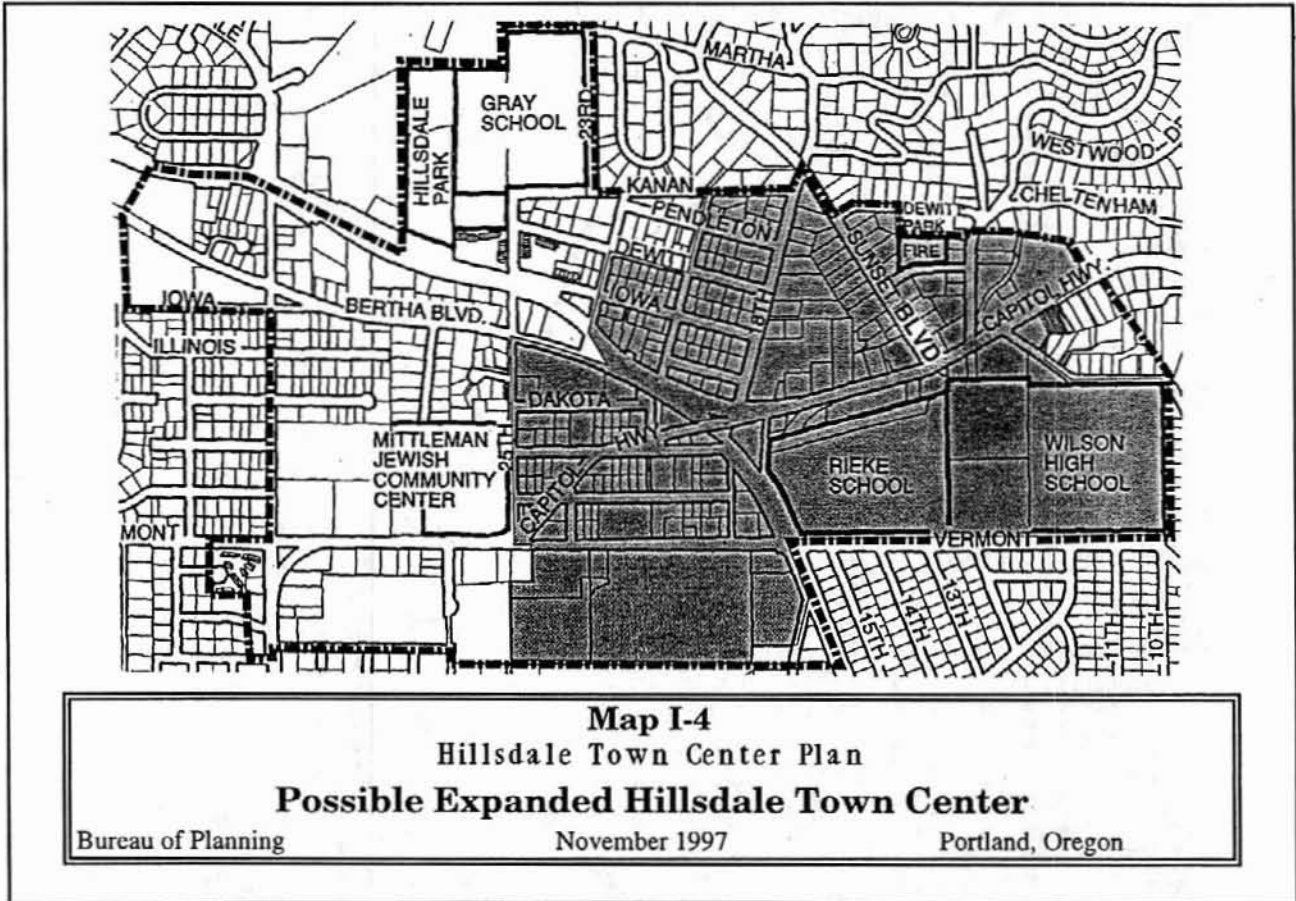 MARTHA
GRAY
SCHOOL
23RD
HILLSDALE
PARK
WESTWOOD
KANAN
CHELTENHAM
PENDLETON
DEWIT
PARK
FIRE
DEWITT
SUNSET BLVD
IOWA
18TH
CAPITOL HWY.
IOWA
BERTHA BLVD.
ILLINOIS
DAKOTA
HWY
MITTLEMAN
JEWISH
COMMUNITY
CENTER
25TH
CAPITOL
RIEKE
SCHOOL
WILSON
HIGH
SCHOOL
MONT
VERMONT
15TH
14TH
13TH
11TH
10TH
Map I-4
Hillsdale Town Center Plan
Possible Expanded Hillsdale Town Center
Bureau of Planning November 1997 Portland, Oregon